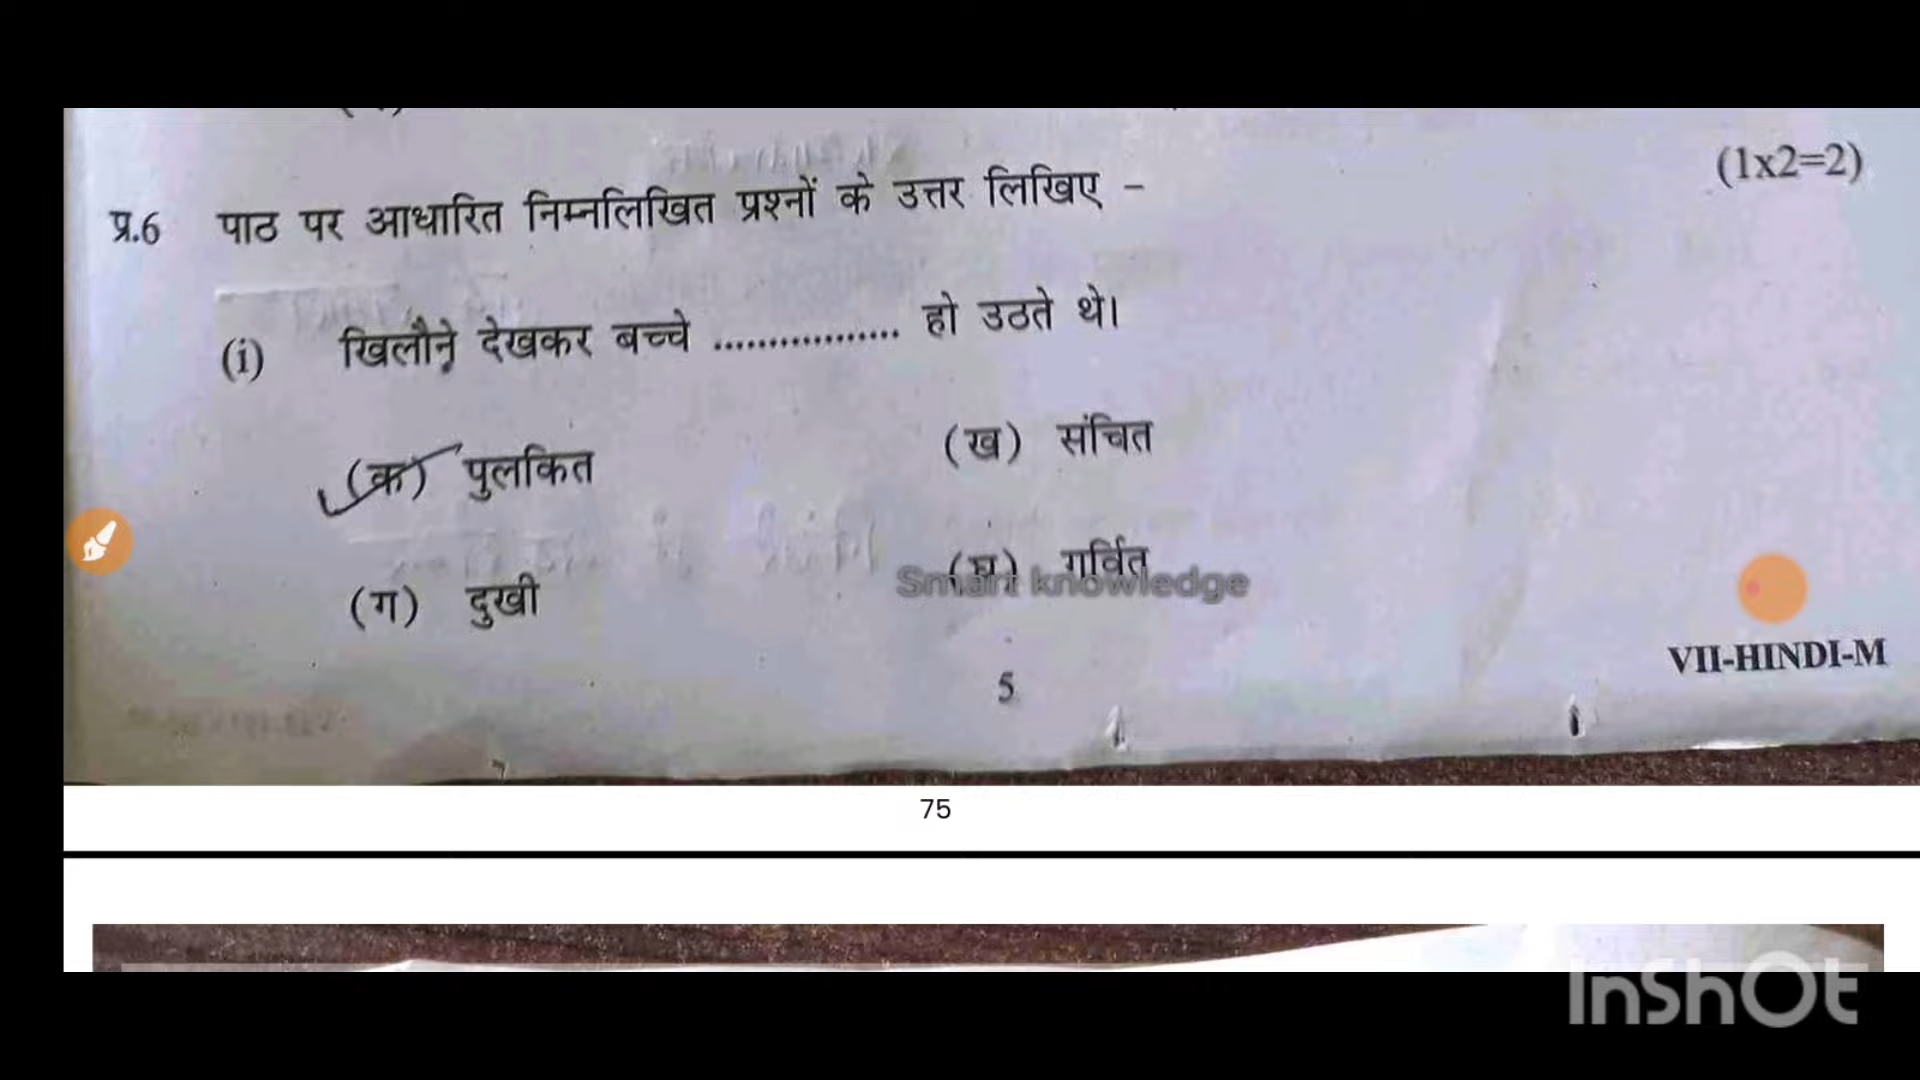 (1x2=2)
प्र.6 पाठ पर आधारित निम्नलिखित प्रश्नों के उत्तर लिखिए –
(i) खिलौने देखकर बच्चे ................. हो उठते थे।
(क) पुलकित (ख) संचित
(ग) दुखी (घ) गर्वित
Smart knowledge
5
VII-HINDI-M
75
InShOt